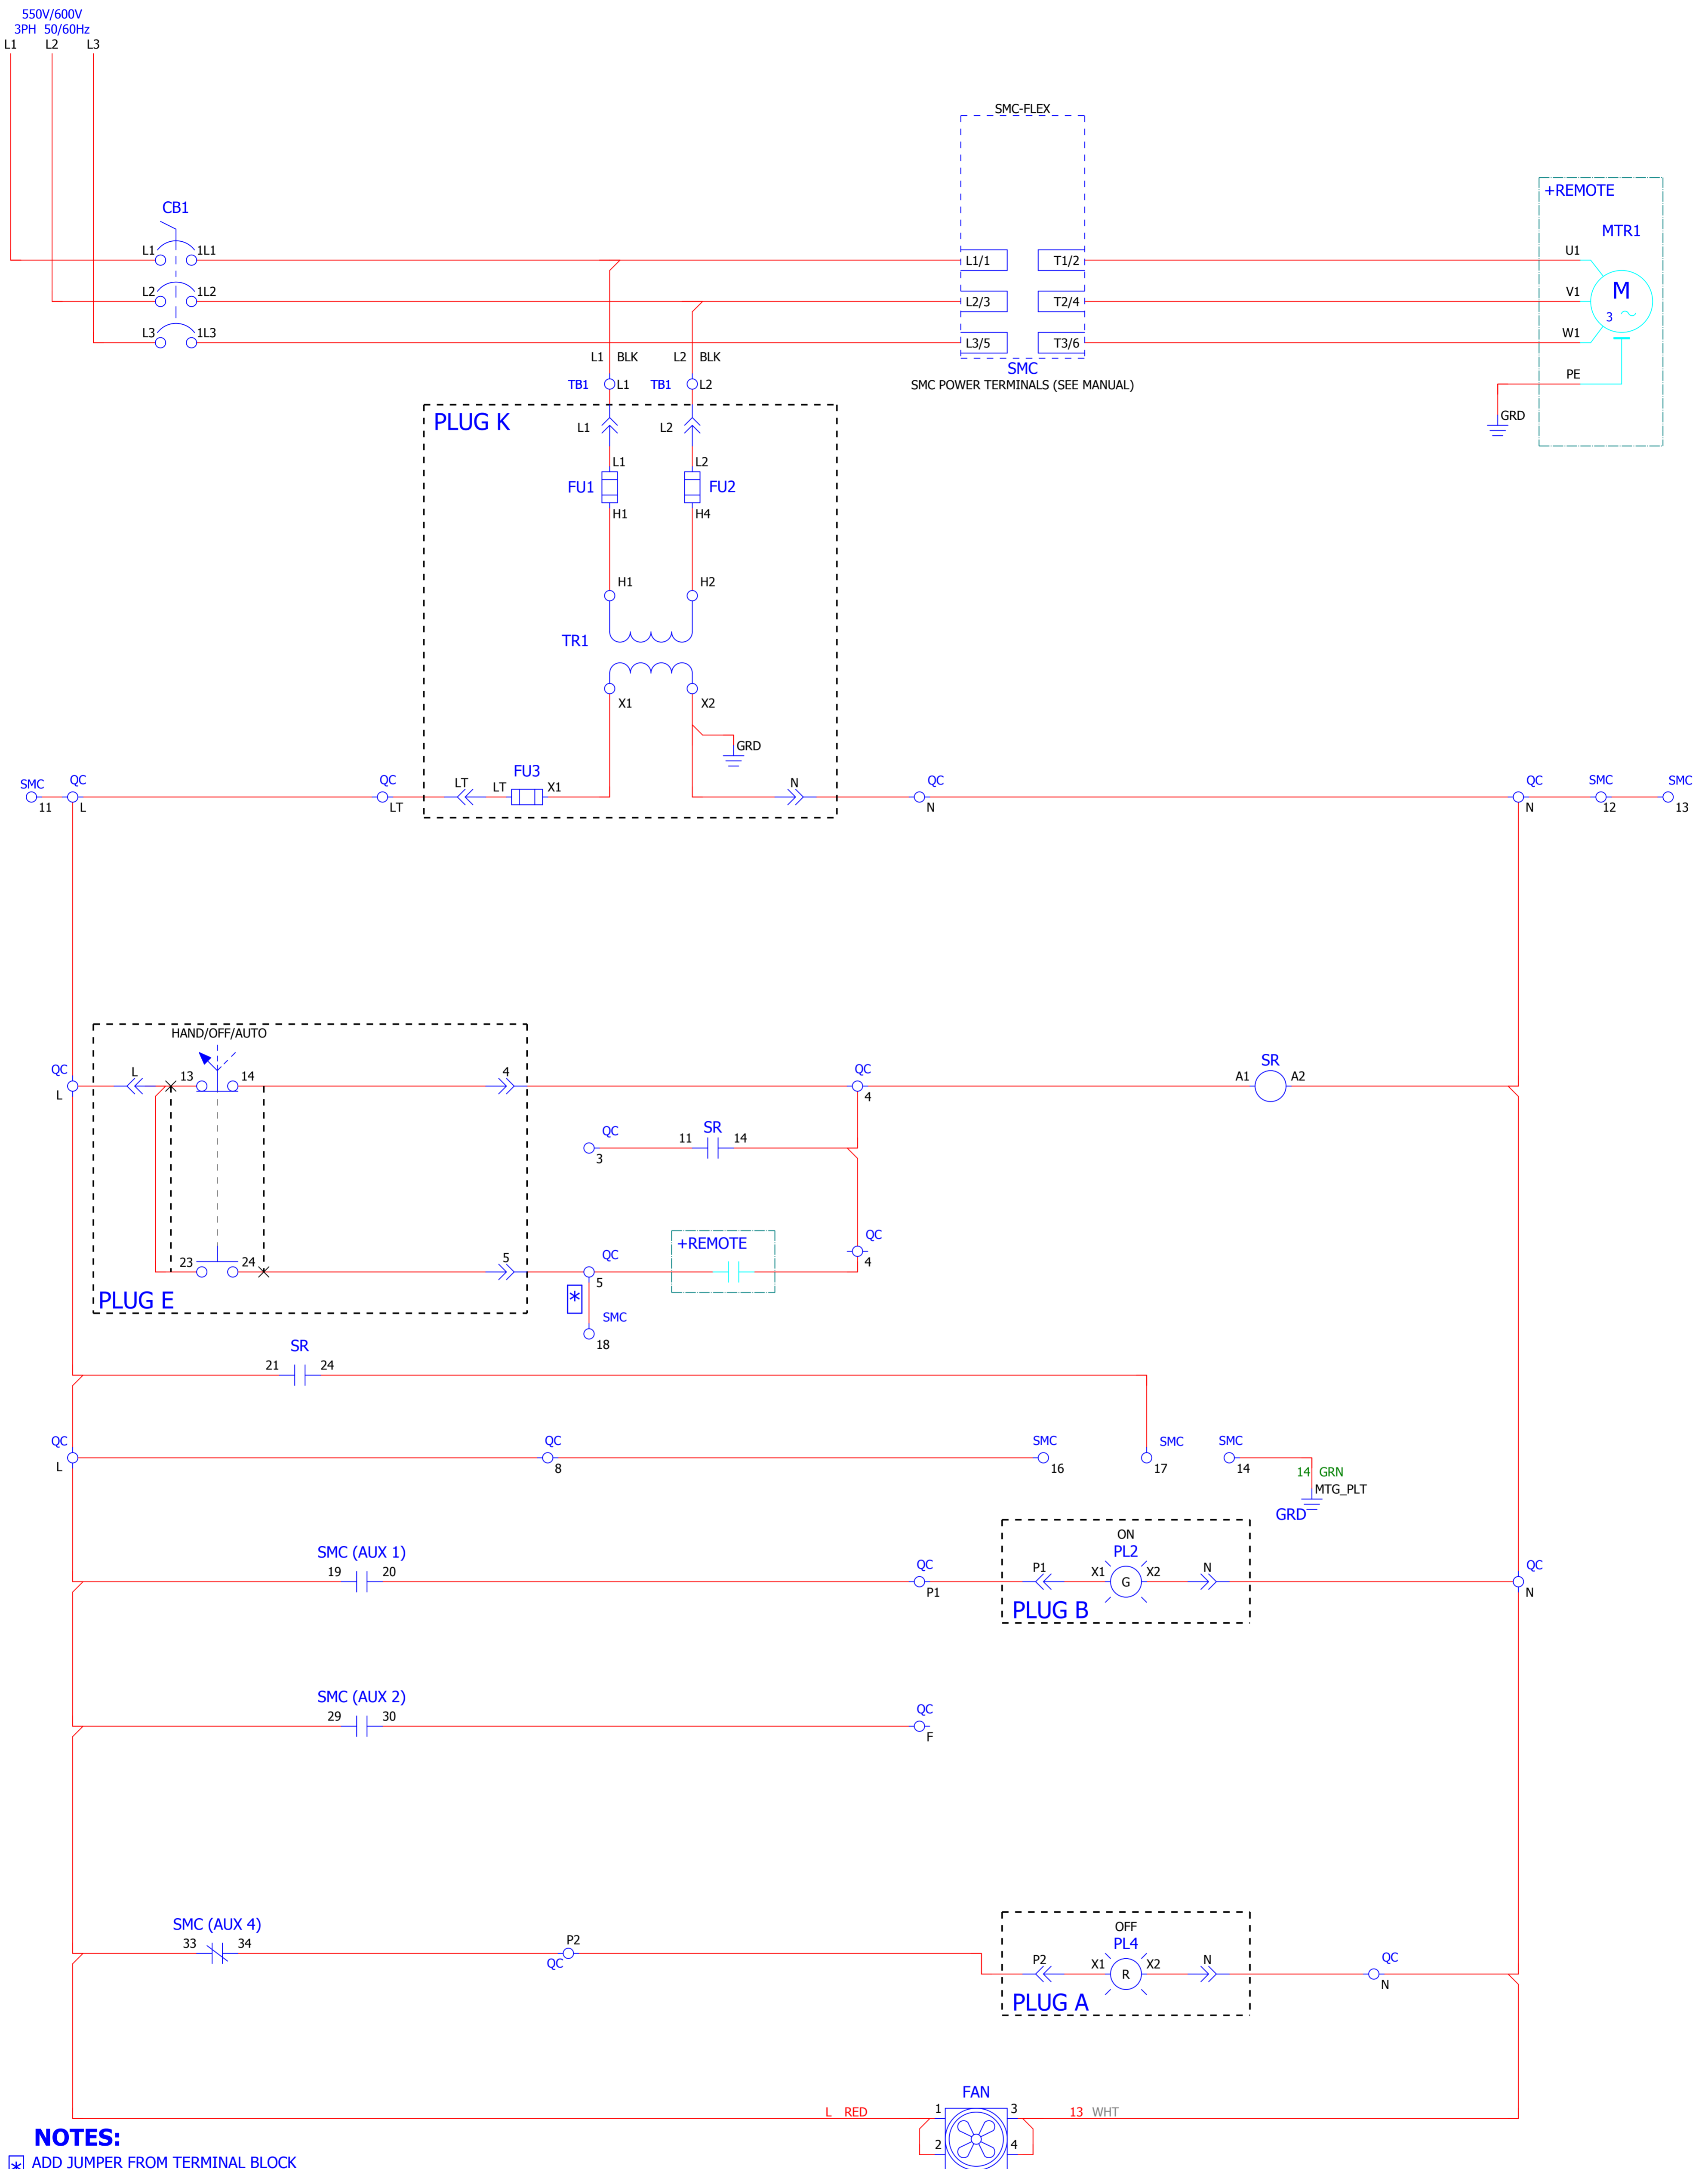 550V/600V
3PH 50/60Hz
L1 L2 L3
SMC-FLEX
+REMOTE
CB1
MTR1
L1 1L1 L1/1 T1/2 U1
L2 1L2 L2/3 T2/4 V1
M
3
L3 1L3 L3/5 T3/6 W1
L1 BLK L2 BLK
SMC
PE
TB1 L1 TB1 L2
SMC POWER TERMINALS (SEE MANUAL)
GRD
PLUG K
L1 L2
L1 L2
FU1 FU2
H1 H4
H1 H2
TR1
X1 X2
GRD
FU3
SMC QC QC LT LT X1 N QC QC SMC SMC
11 L LT N N 12 13
HAND/OFF/AUTO
QC L 13 14 4 QC SR
A1 A2
L 4
QC 11 SR 14
3
+REMOTE
QC
23 24 5 QC
5 4
PLUG E
*
SMC
18
SR
21 24
QC QC SMC SMC SMC
L 8 16 17 14
14 GRN
MTG_PLT
GRD
ON
SMC (AUX 1) PL2
19 20 QC P1 X1 G X2 N QC
P1 N
PLUG B
SMC (AUX 2)
29 30 QC
F
SMC (AUX 4) OFF
33 34 P2 PL4
QC P2 X1 R X2 N QC
N
PLUG A
FAN
L RED 1 3 13 WHT
2 4
NOTES:
* ADD JUMPER FROM TERMINAL BLOCK